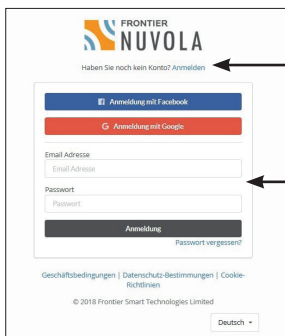 FRONTIER
NUVOLA
Haben Sie noch kein Konto? Anmelden
Anmeldung mit Facebook
G Anmeldung mit Google
Email Adresse
Email Adresse
Passwort
Passwort
Anmeldung
Passwort vergessen?
Geschäftsbedingungen | Datenschutz-Bestimmungen | Cookie-
Richtlinien
© 2018 Frontier Smart Technologies Limited
Deutsch